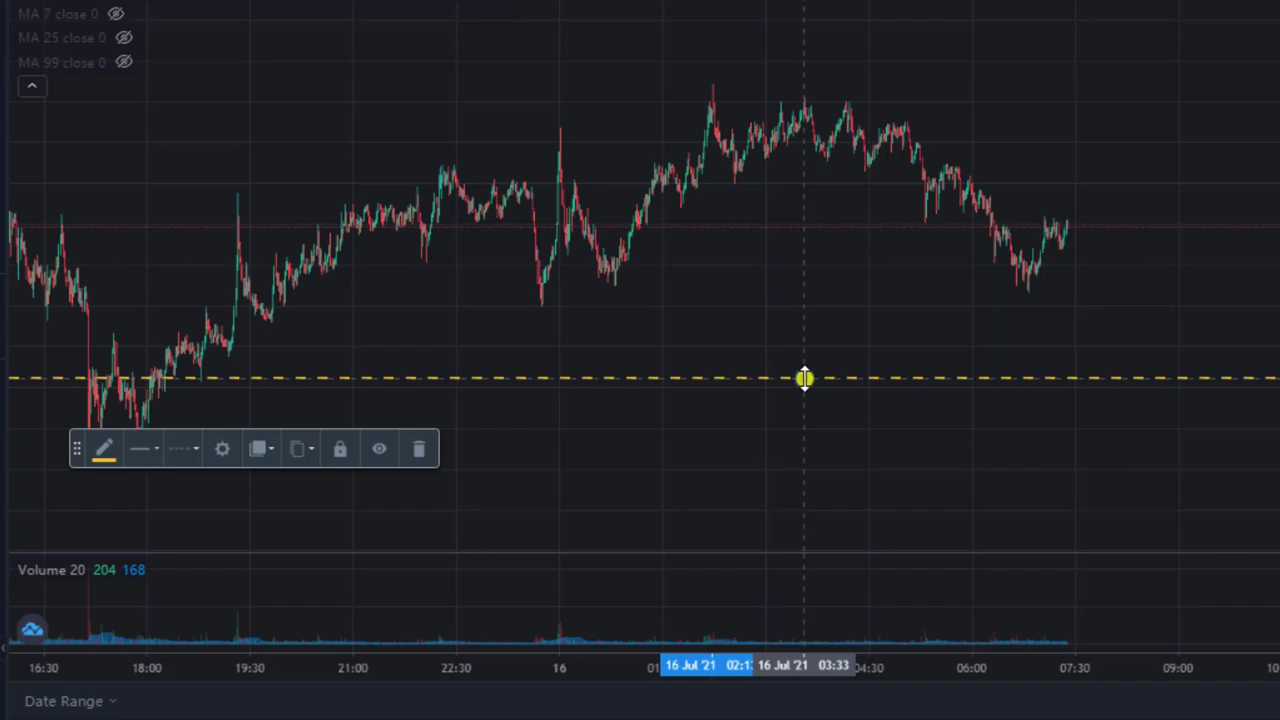 MA 7 close 0
MA 25 close 0
MA 99 close 0
Volume 20 204 168
16:30 18:00 19:30 21:00 22:30 16 16 Jul '21 16 Jul '21 03:33 04:30 06:00 07:30 09:00
Date Range